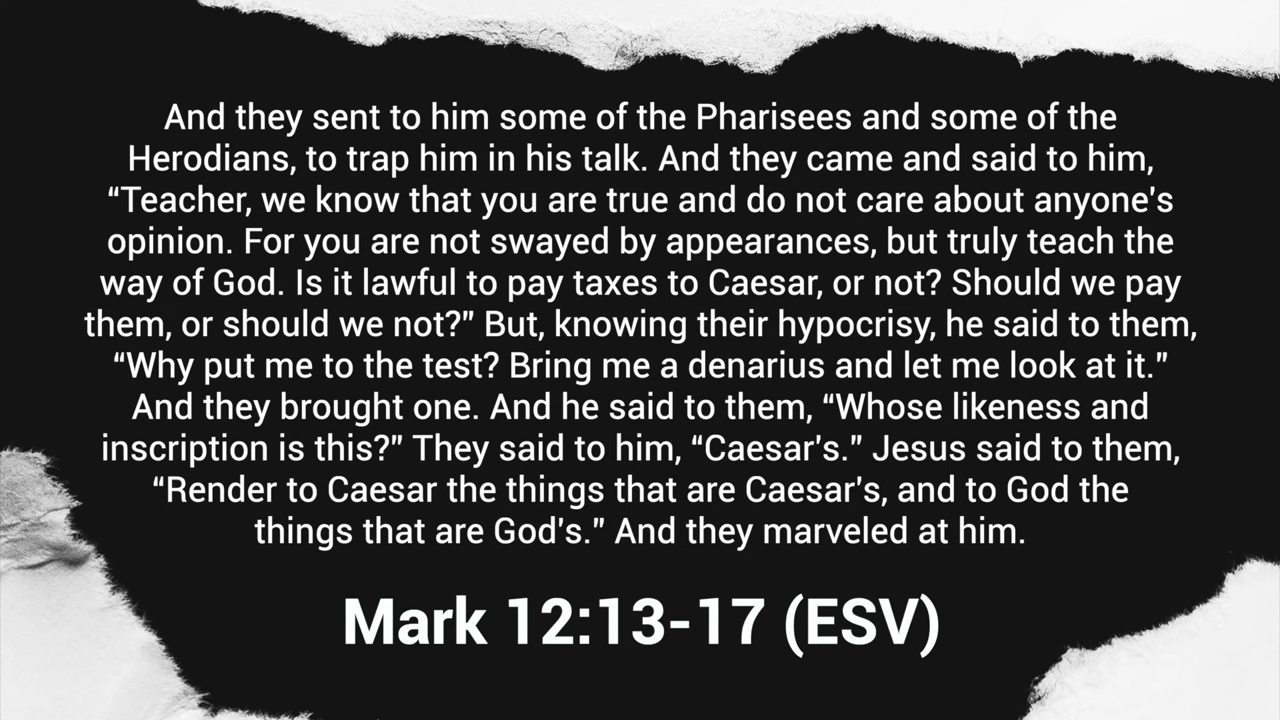 And they sent to him some of the Pharisees and some of the
Herodians, to trap him in his talk. And they came and said to him,
“Teacher, we know that you are true and do not care about anyone's
opinion. For you are not swayed by appearances, but truly teach the
way of God. Is it lawful to pay taxes to Caesar, or not? Should we pay
them, or should we not?” But, knowing their hypocrisy, he said to them,
“Why put me to the test? Bring me a denarius and let me look at it.”
And they brought one. And he said to them, “Whose likeness and
inscription is this?” They said to him, “Caesar's.” Jesus said to them,
“Render to Caesar the things that are Caesar's, and to God the
things that are God's.” And they marveled at him.
Mark 12:13-17 (ESV)